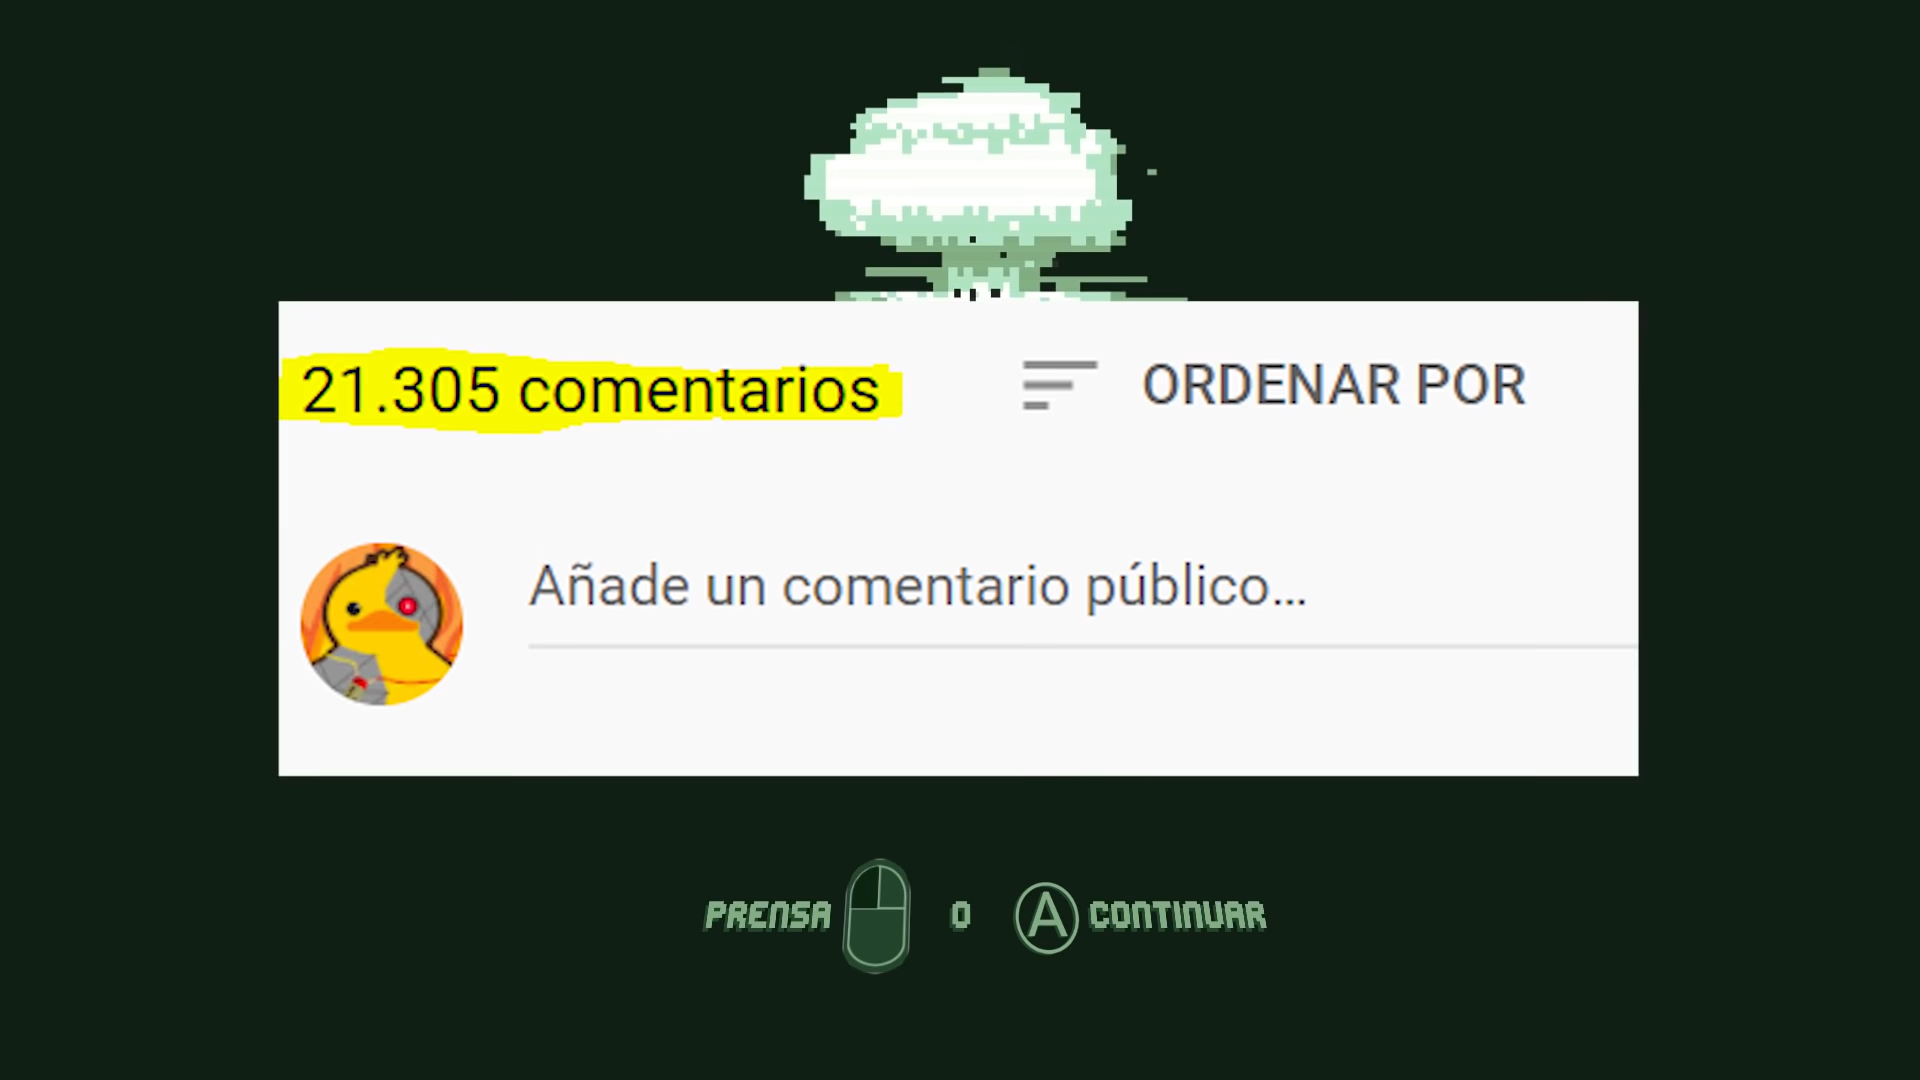 21.305 comentarios
ORDENAR POR
Añade un comentario público...
PRENSA O A CONTINUAR